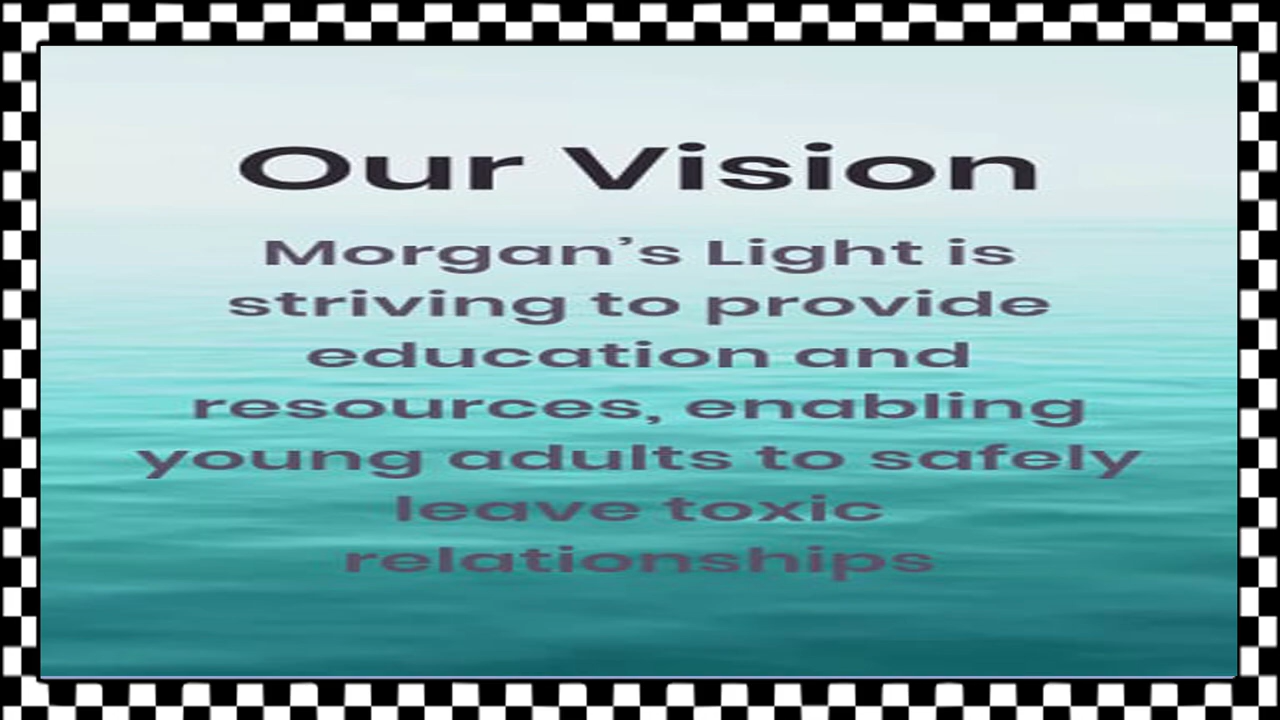 Our Vision
Morgan’s Light is
striving to provide
education and
resources, enabling
young adults to safely
leave toxic
relationships